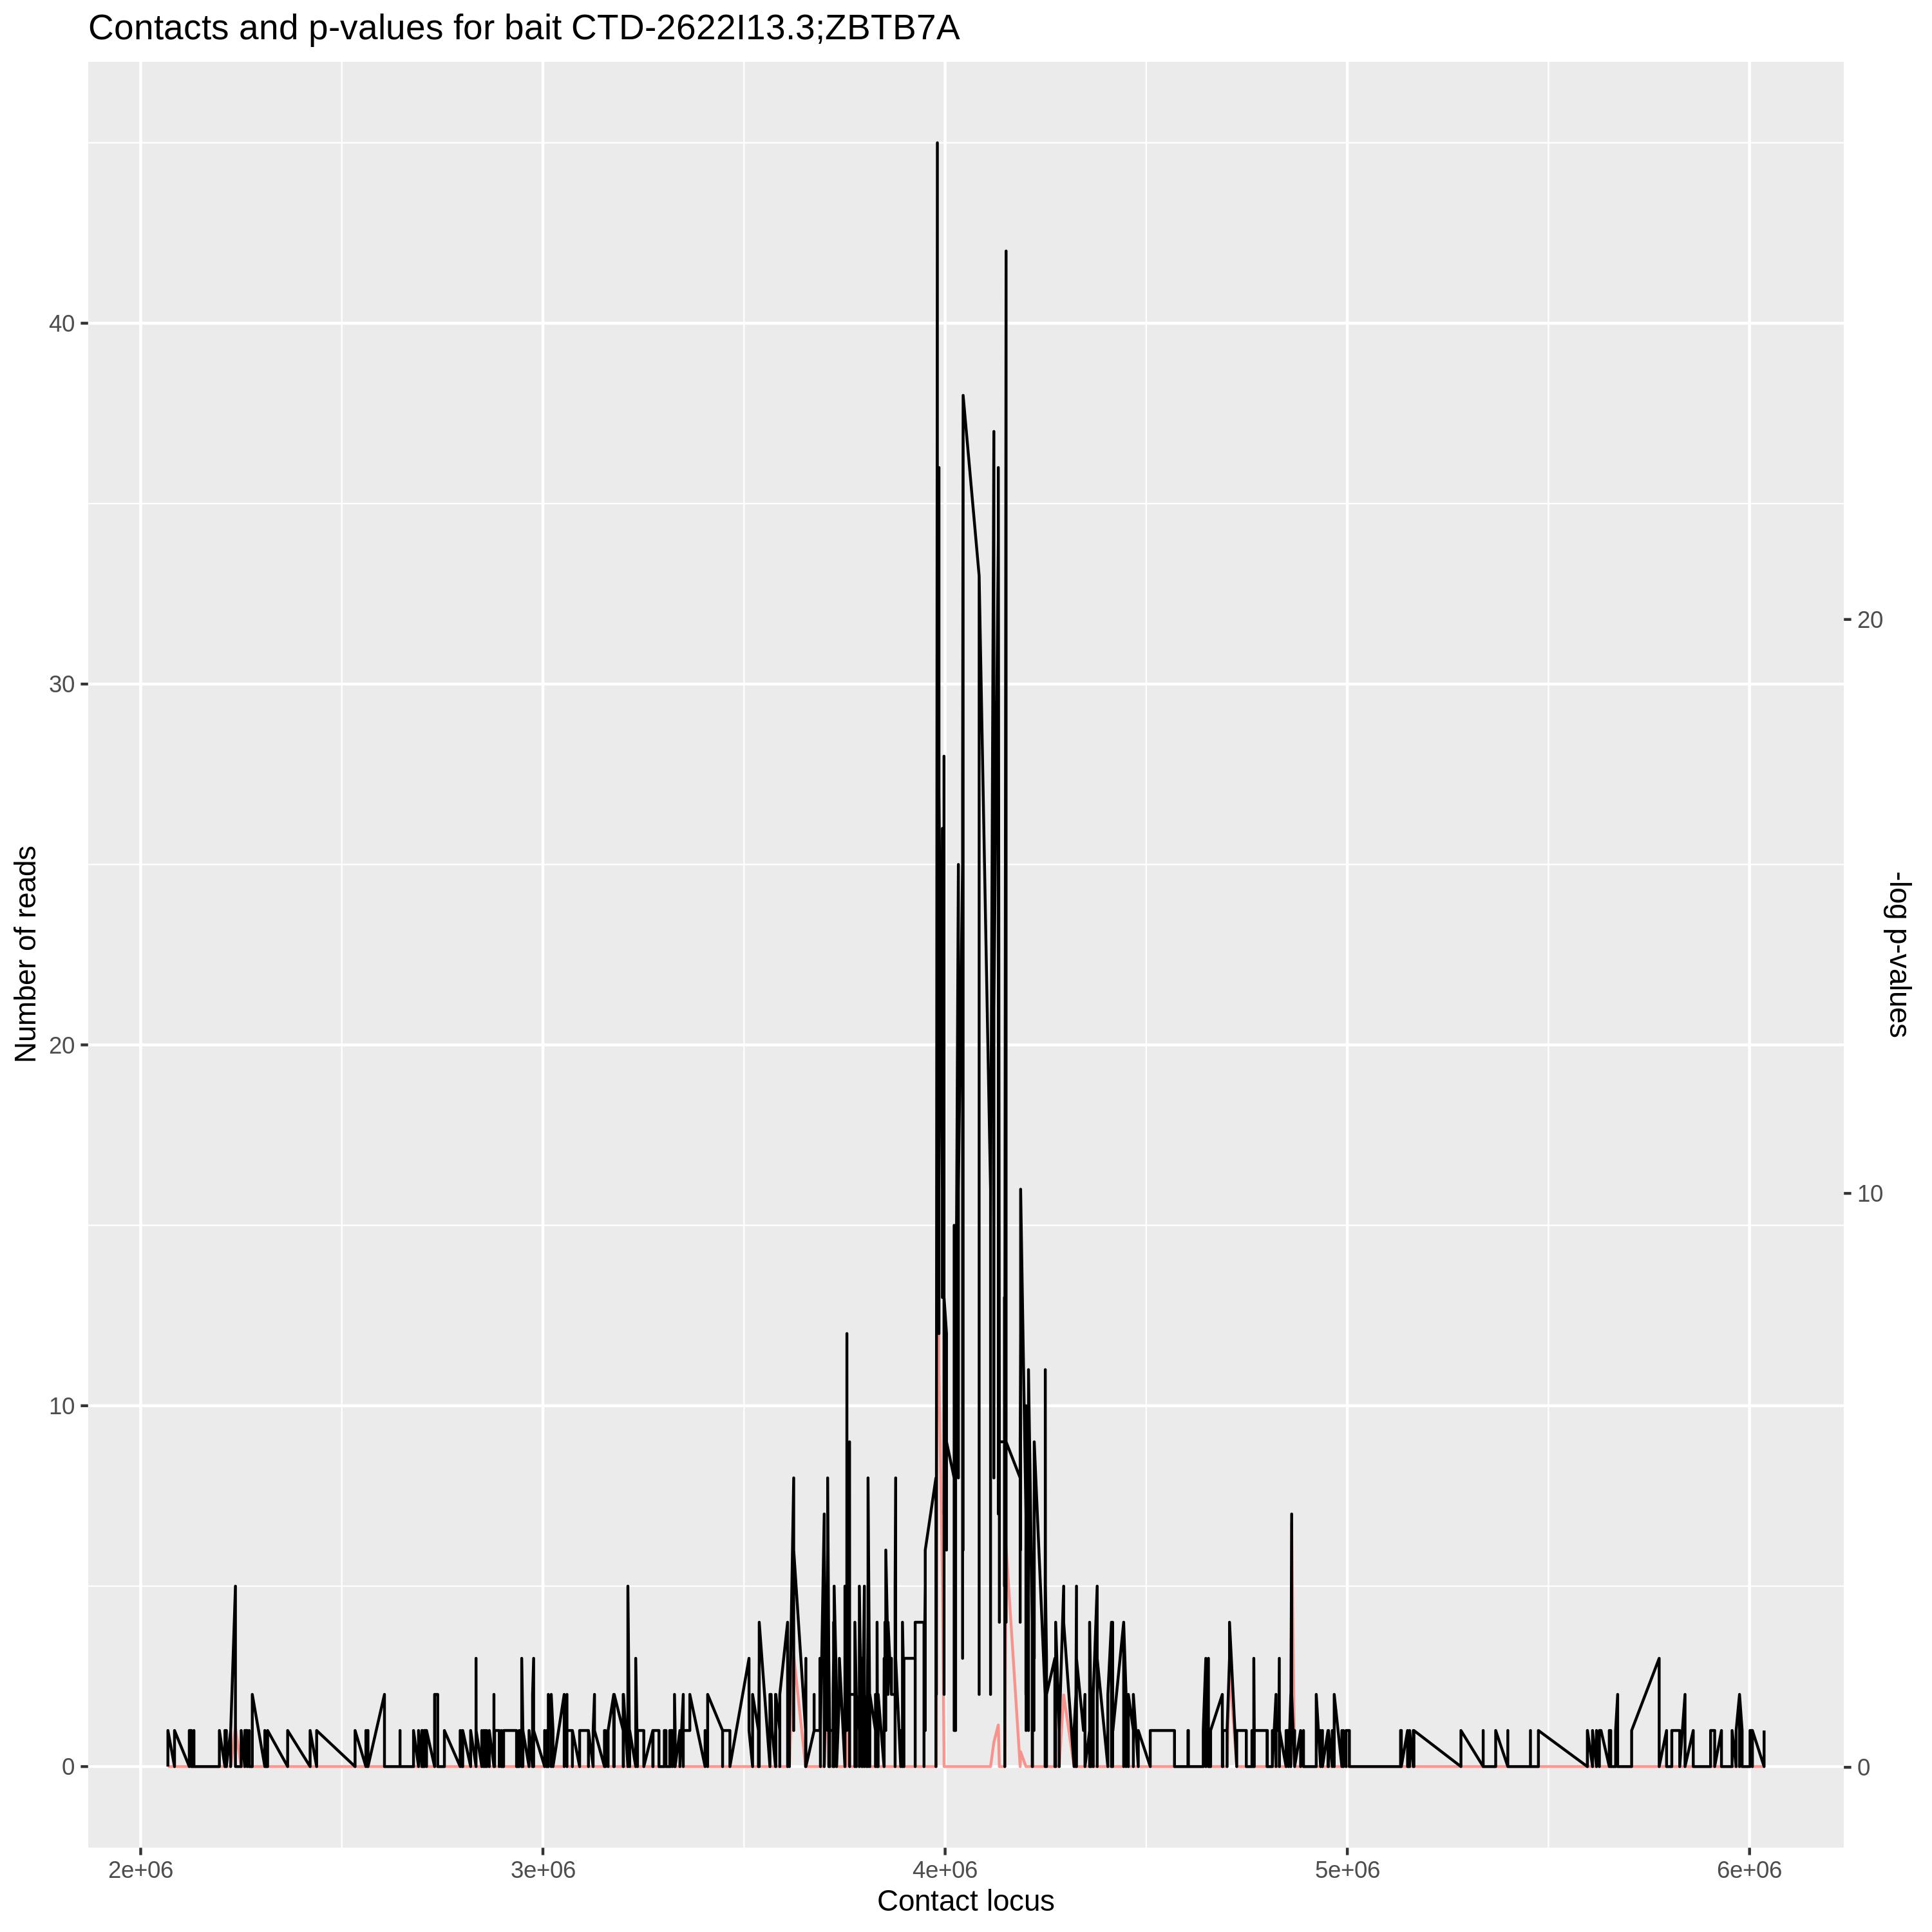 Contacts and p-values for bait CTD-2622I13.3;ZBTB7A
Number of reads
40
30
20
10
0
20
10
0
-log p-values
2e+06
3e+06
4e+06
5e+06
6e+06
Contact locus